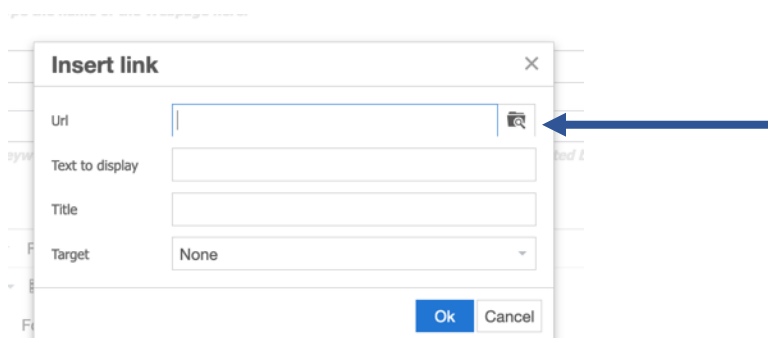 Insert link
Url
Text to display
Title
Target None
Ok Cancel